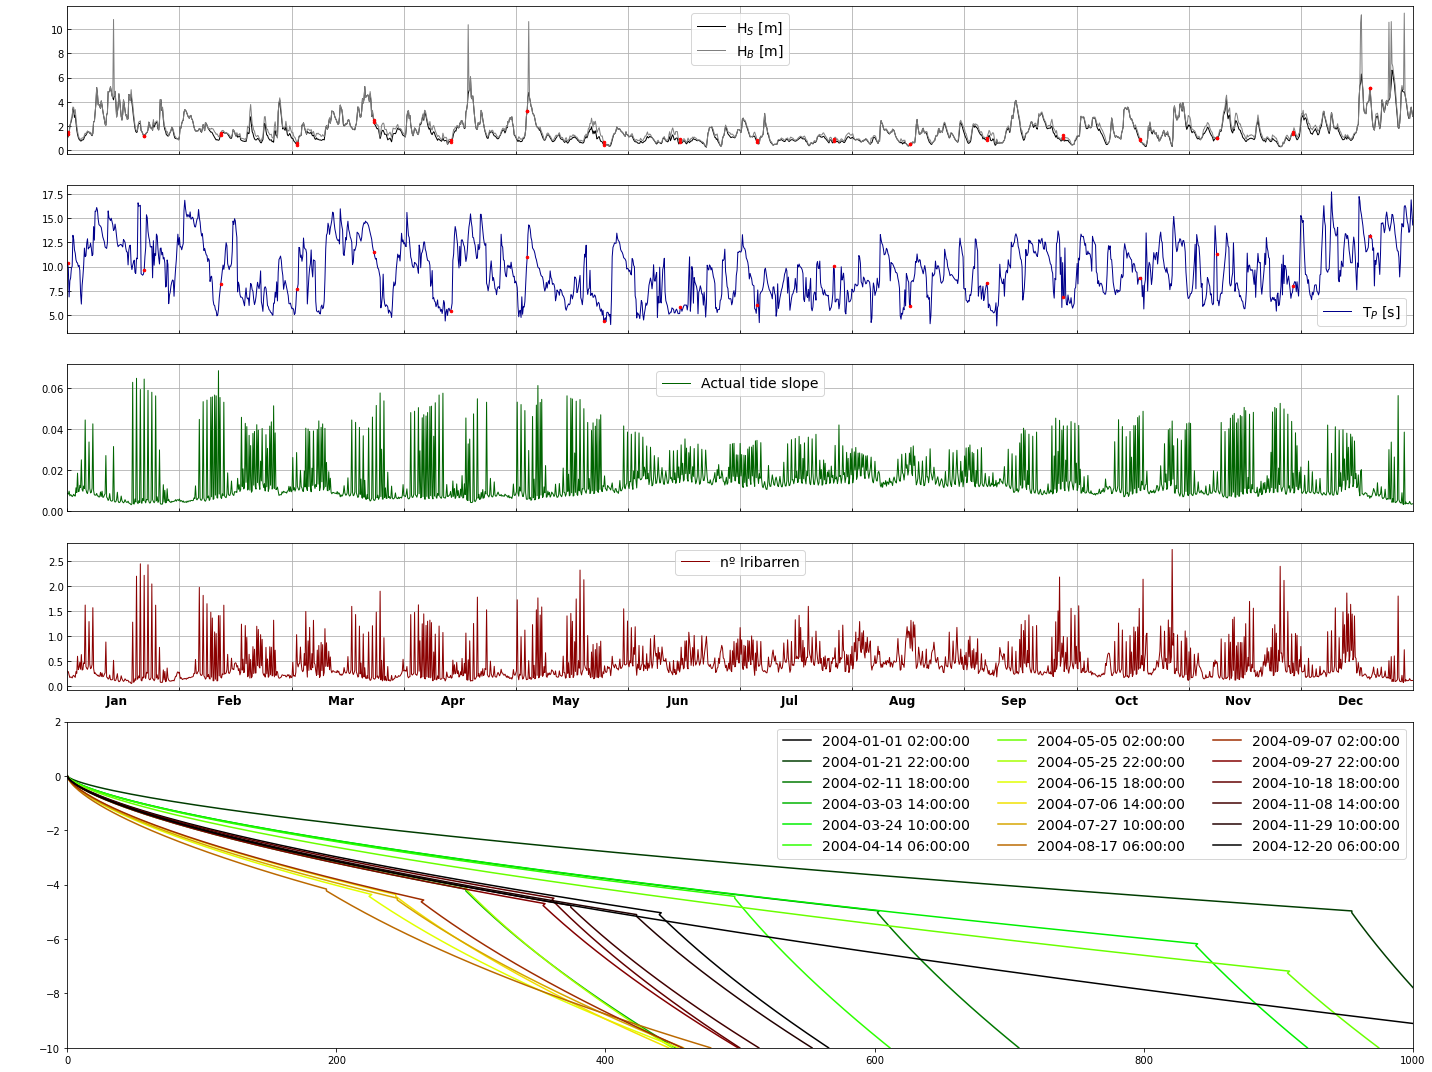 10
8
6
4
2
0
H_S [m]
H_B [m]
17.5
15.0
12.5
10.0
7.5
5.0
T_P [s]
0.06
0.04
0.02
0.00
Actual tide slope
2.5
2.0
1.5
1.0
0.5
0.0
nº Iribarren
Jan Feb Mar Apr May Jun Jul Aug Sep Oct Nov Dec
2
0
−2
−4
−6
−8
−10
2004-01-01 02:00:00 2004-05-05 02:00:00 2004-09-07 02:00:00
2004-01-21 22:00:00 2004-05-25 22:00:00 2004-09-27 22:00:00
2004-02-11 18:00:00 2004-06-15 18:00:00 2004-10-18 18:00:00
2004-03-03 14:00:00 2004-07-06 14:00:00 2004-11-08 14:00:00
2004-03-24 10:00:00 2004-07-27 10:00:00 2004-11-29 10:00:00
2004-04-14 06:00:00 2004-08-17 06:00:00 2004-12-20 06:00:00
0 200 400 600 800 1000